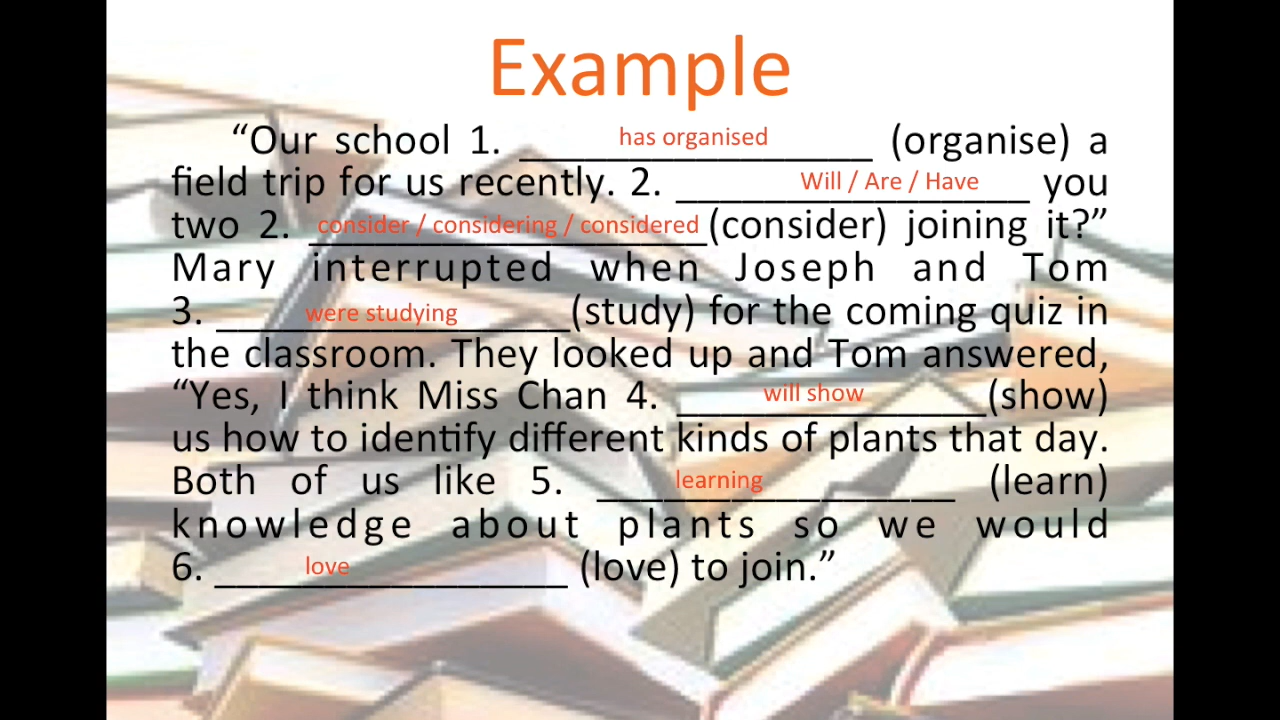 Example
“Our school 1. has organised (organise) a
field trip for us recently. 2. Will / Are / Have you
two 2. consider / considering / considered (consider) joining it?”
Mary interrupted when Joseph and Tom
3. were studying (study) for the coming quiz in
the classroom. They looked up and Tom answered,
“Yes, I think Miss Chan 4. will show (show)
us how to identify different kinds of plants that day.
Both of us like 5. learning (learn)
knowledge about plants so we would
6. love (love) to join.”